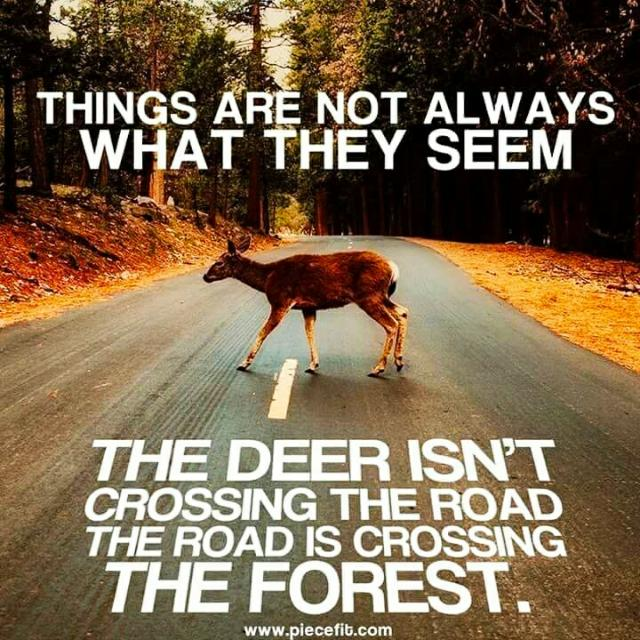 THINGS ARE NOT ALWAYS
WHAT THEY SEEM
THE DEER ISN'T
CROSSING THE ROAD
THE ROAD IS CROSSING
THE FOREST.
www.piecefit.com